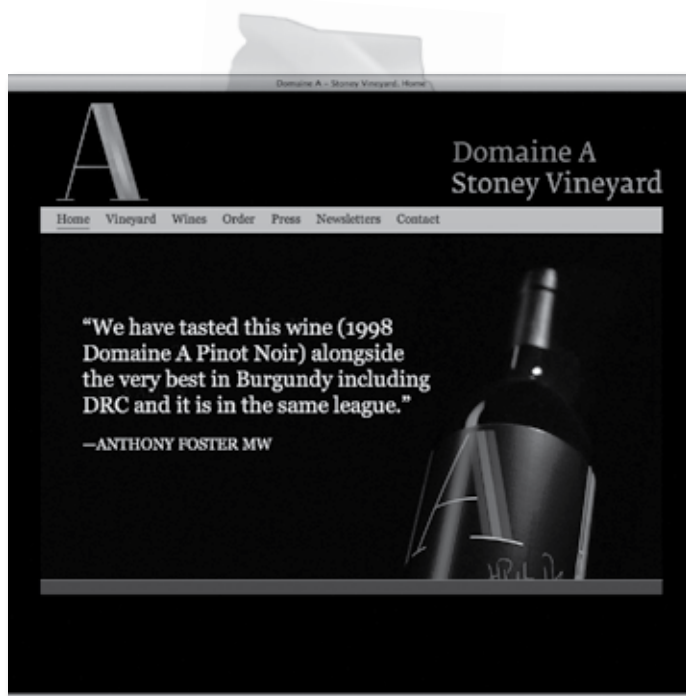 Domaine A - Stoney Vineyard. Home
A
Domaine A
Stoney Vineyard
Home Vineyard Wines Order Press Newsletters Contact
“We have tasted this wine (1998
Domaine A Pinot Noir) alongside
the very best in Burgundy including
DRC and it is in the same league.”
—ANTHONY FOSTER MW
A